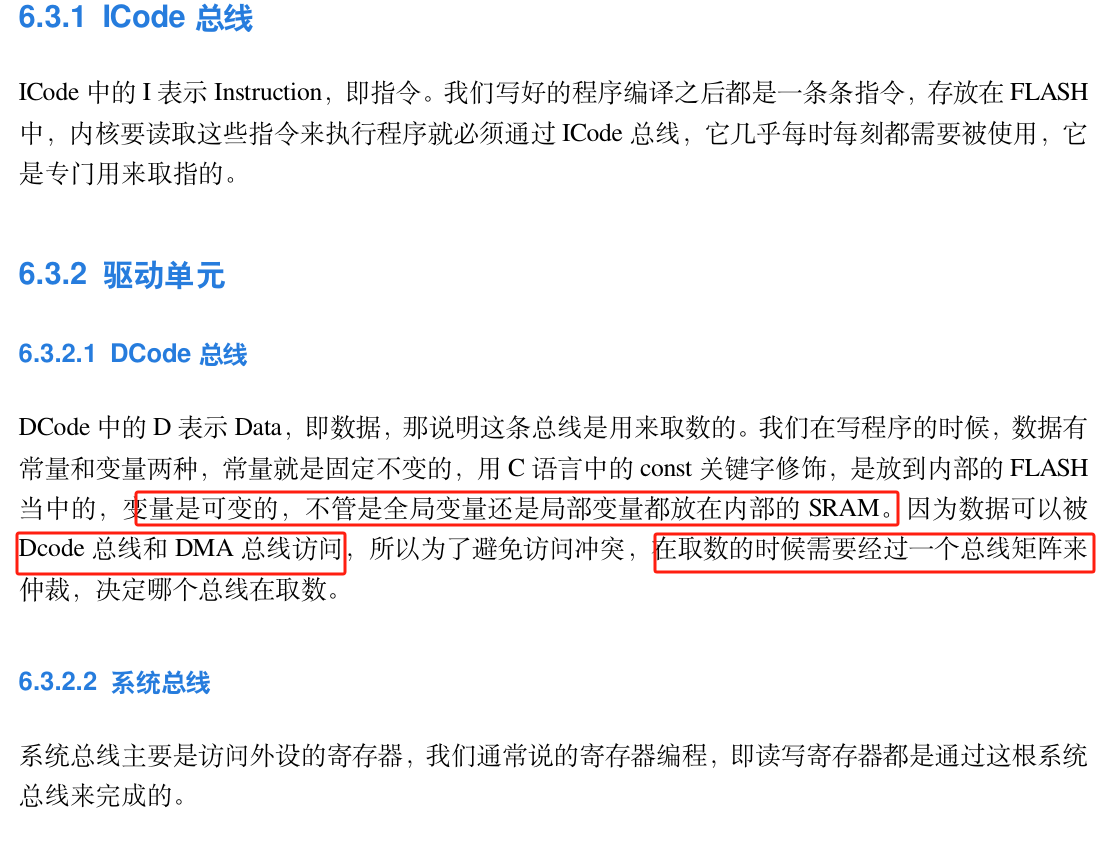 6.3.1 ICode 总线
ICode 中的 I 表示 Instruction，即指令。我们写好的程序编译之后都是一条条指令，存放在 FLASH
中，内核要读取这些指令来执行程序就必须通过 ICode 总线，它几乎每时每刻都需要被使用，它
是专门用来取指的。
6.3.2 驱动单元
6.3.2.1 DCode 总线
DCode 中的 D 表示 Data，即数据，那说明这条总线是用来取数的。我们在写程序的时候，数据有
常量和变量两种，常量就是固定不变的，用 C 语言中的 const 关键字修饰，是放到内部的 FLASH
当中的，变量是可变的，不管是全局变量还是局部变量都放在内部的 SRAM。因为数据可以被
Dcode 总线和 DMA 总线访问，所以为了避免访问冲突，在取数的时候需要经过一个总线矩阵来
仲裁，决定哪个总线在取数。
6.3.2.2 系统总线
系统总线主要是访问外设的寄存器，我们通常说的寄存器编程，即读写寄存器都是通过这根系统
总线来完成的。